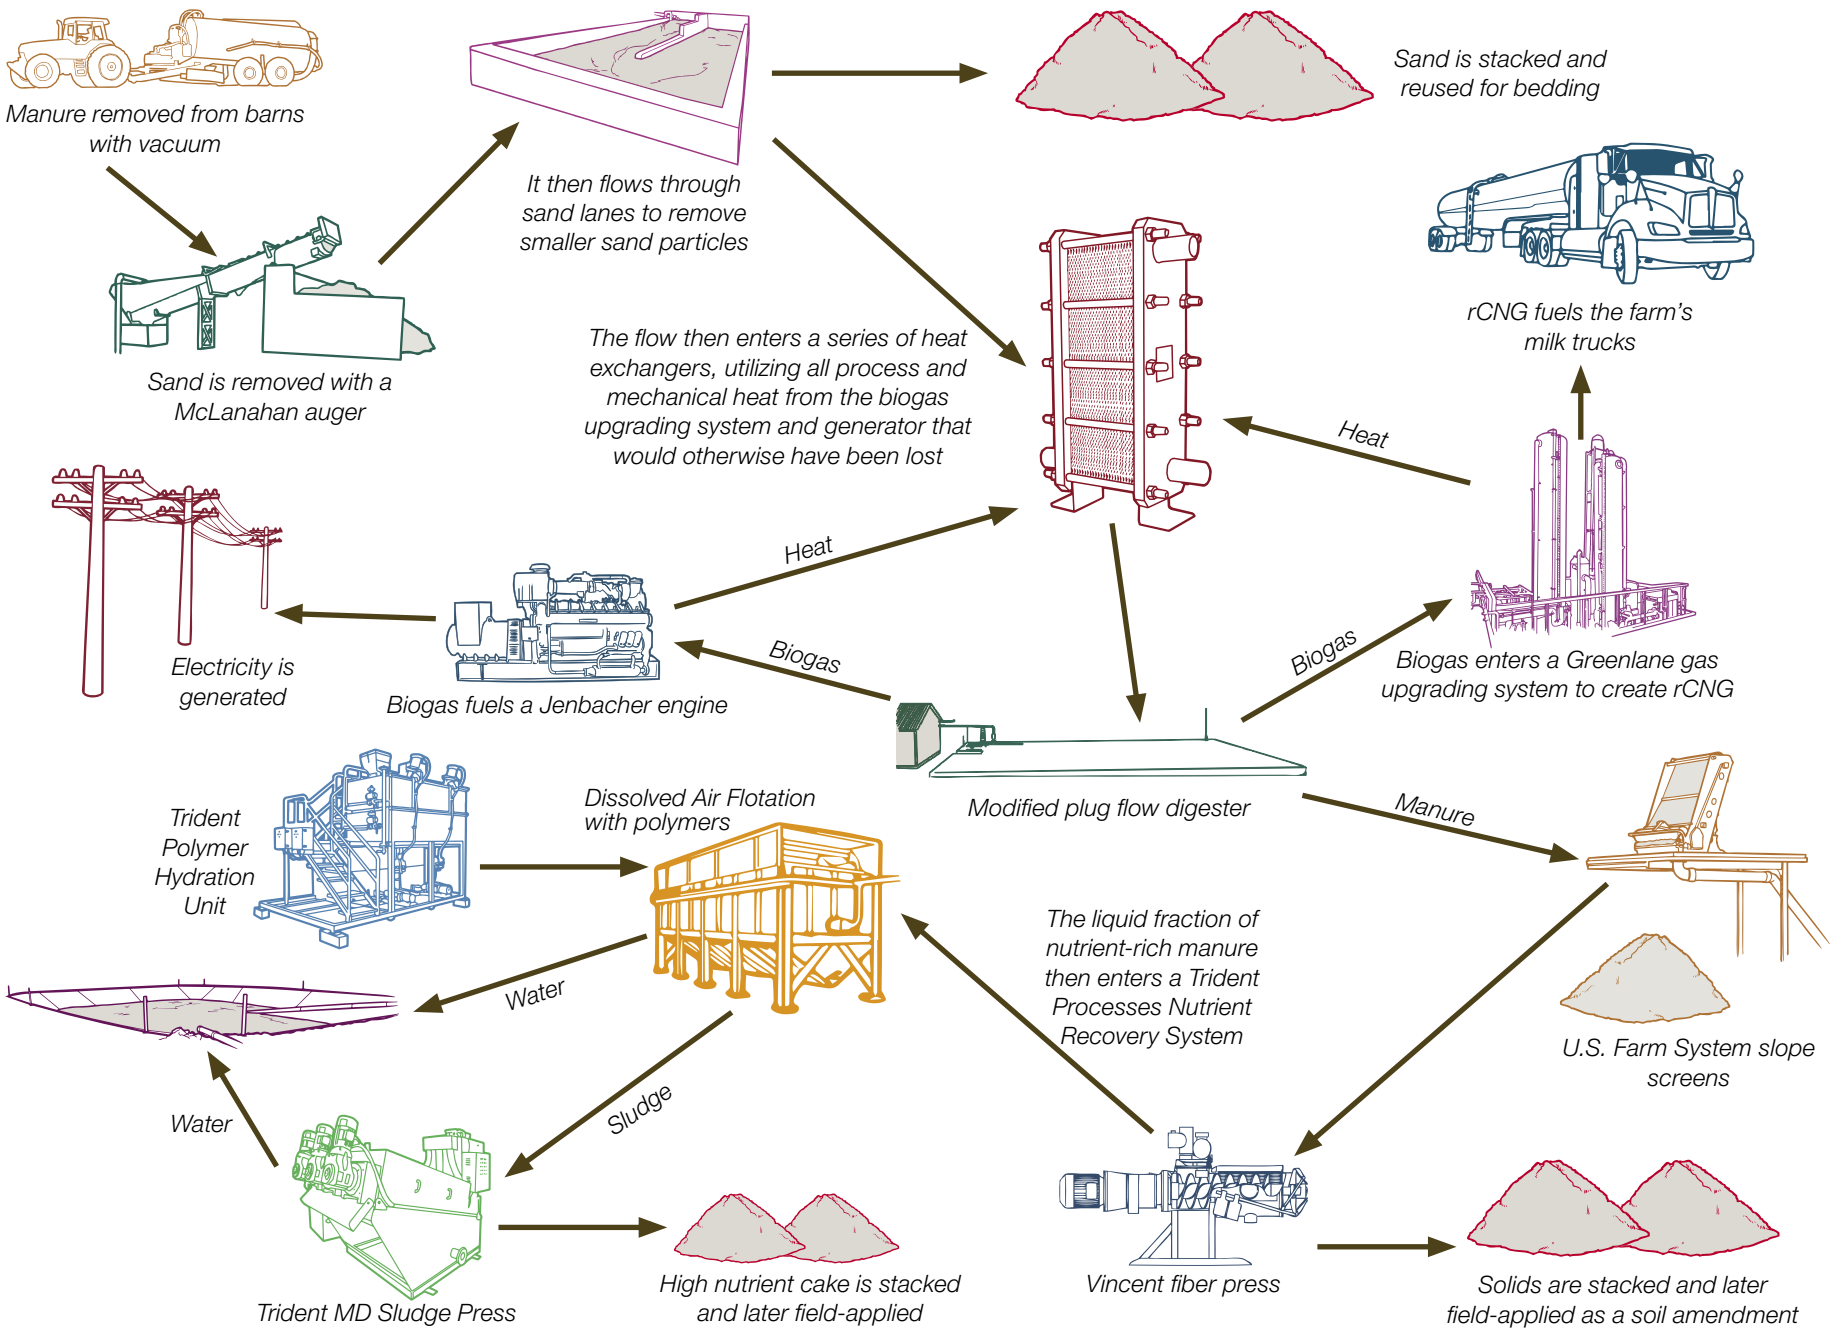 Manure removed from barns
with vacuum
It then flows through
sand lanes to remove
smaller sand particles
Sand is stacked and
reused for bedding
rCNG fuels the farm's
milk trucks
Sand is removed with a
McLanahan auger
The flow then enters a series of heat
exchangers, utilizing all process and
mechanical heat from the biogas
upgrading system and generator that
would otherwise have been lost
Heat
Heat
Electricity is
generated
Biogas fuels a Jenbacher engine
Biogas
Biogas
Biogas enters a Greenlane gas
upgrading system to create rCNG
Modified plug flow digester
Manure
Trident
Polymer
Hydration
Unit
Dissolved Air Flotation
with polymers
The liquid fraction of
nutrient-rich manure
then enters a Trident
Processes Nutrient
Recovery System
U.S. Farm System slope
screens
Water
Sludge
Water
Trident MD Sludge Press
High nutrient cake is stacked
and later field-applied
Vincent fiber press
Solids are stacked and later
field-applied as a soil amendment